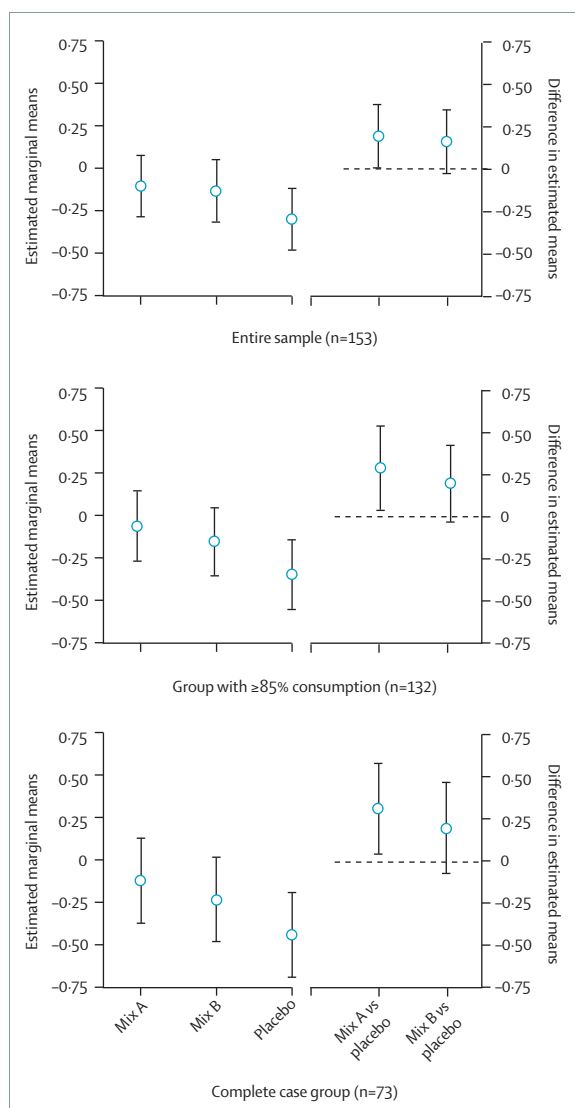 Estimated marginal means
0·75
0·50
0·25
0
–0·25
–0·50
–0·75
0·75
0·50
0·25
0
–0·25
–0·50
–0·75
Difference in estimated means
Entire sample (n=153)
Estimated marginal means
0·75
0·50
0·25
0
–0·25
–0·50
–0·75
0·75
0·50
0·25
0
–0·25
–0·50
–0·75
Difference in estimated means
Group with ≥85% consumption (n=132)
Estimated marginal means
0·75
0·50
0·25
0
–0·25
–0·50
–0·75
0·75
0·50
0·25
0
–0·25
–0·50
–0·75
Difference in estimated means
Mix A
Mix B
Placebo
Mix A vs
placebo
Mix B vs
placebo
Complete case group (n=73)